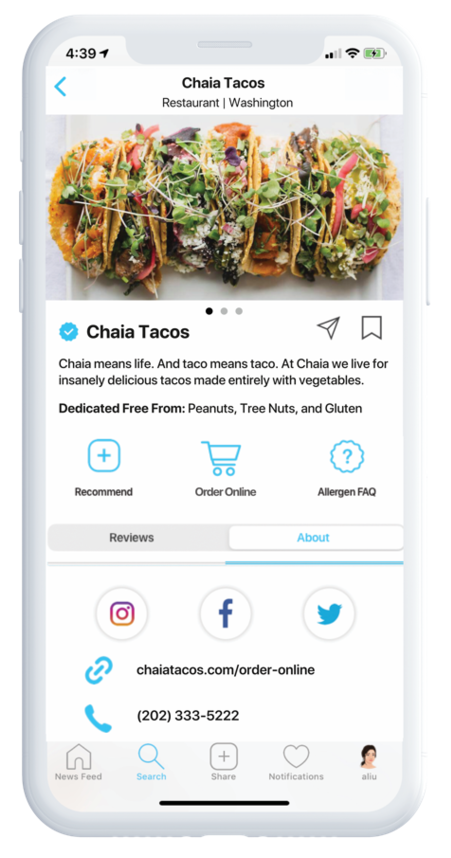 4:39
Chaia Tacos
Restaurant | Washington
Chaia Tacos
Chaia means life. And taco means taco. At Chaia we live for
insanely delicious tacos made entirely with vegetables.
Dedicated Free From: Peanuts, Tree Nuts, and Gluten
Recommend
Order Online
Allergen FAQ
Reviews
About
chaiatacos.com/order-online
(202) 333-5222
News Feed
Search
Share
Notifications
aliu